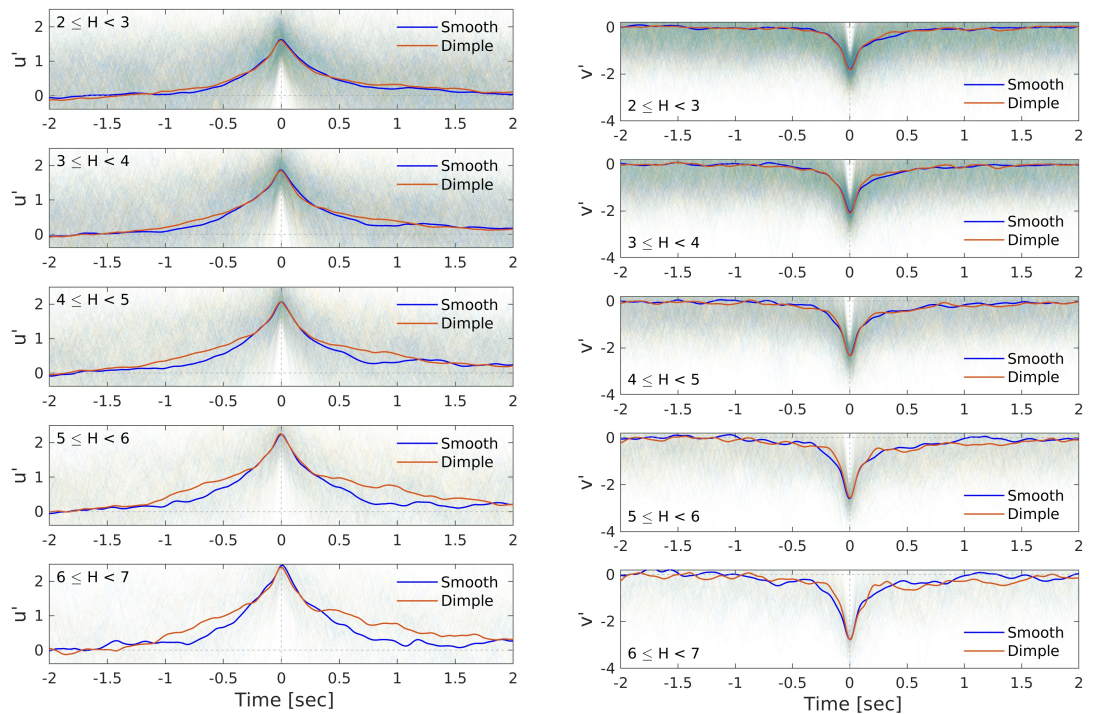 2 ≤ H < 3
Smooth
Dimple
u'
2
1
0
-2 -1.5 -1 -0.5 0 0.5 1 1.5 2
3 ≤ H < 4
Smooth
Dimple
u'
2
1
0
-2 -1.5 -1 -0.5 0 0.5 1 1.5 2
4 ≤ H < 5
Smooth
Dimple
u'
2
1
0
-2 -1.5 -1 -0.5 0 0.5 1 1.5 2
5 ≤ H < 6
Smooth
Dimple
u'
2
1
0
-2 -1.5 -1 -0.5 0 0.5 1 1.5 2
6 ≤ H < 7
Smooth
Dimple
u'
2
1
0
-2 -1.5 -1 -0.5 0 0.5 1 1.5 2
Time [sec]
v'
0
-2
-4
Smooth
Dimple
2 ≤ H < 3
-2 -1.5 -1 -0.5 0 0.5 1 1.5 2
v'
0
-2
-4
Smooth
Dimple
3 ≤ H < 4
-2 -1.5 -1 -0.5 0 0.5 1 1.5 2
v'
0
-2
-4
Smooth
Dimple
4 ≤ H < 5
-2 -1.5 -1 -0.5 0 0.5 1 1.5 2
v'
0
-2
-4
Smooth
Dimple
5 ≤ H < 6
-2 -1.5 -1 -0.5 0 0.5 1 1.5 2
v'
0
-2
-4
Smooth
Dimple
6 ≤ H < 7
-2 -1.5 -1 -0.5 0 0.5 1 1.5 2
Time [sec]